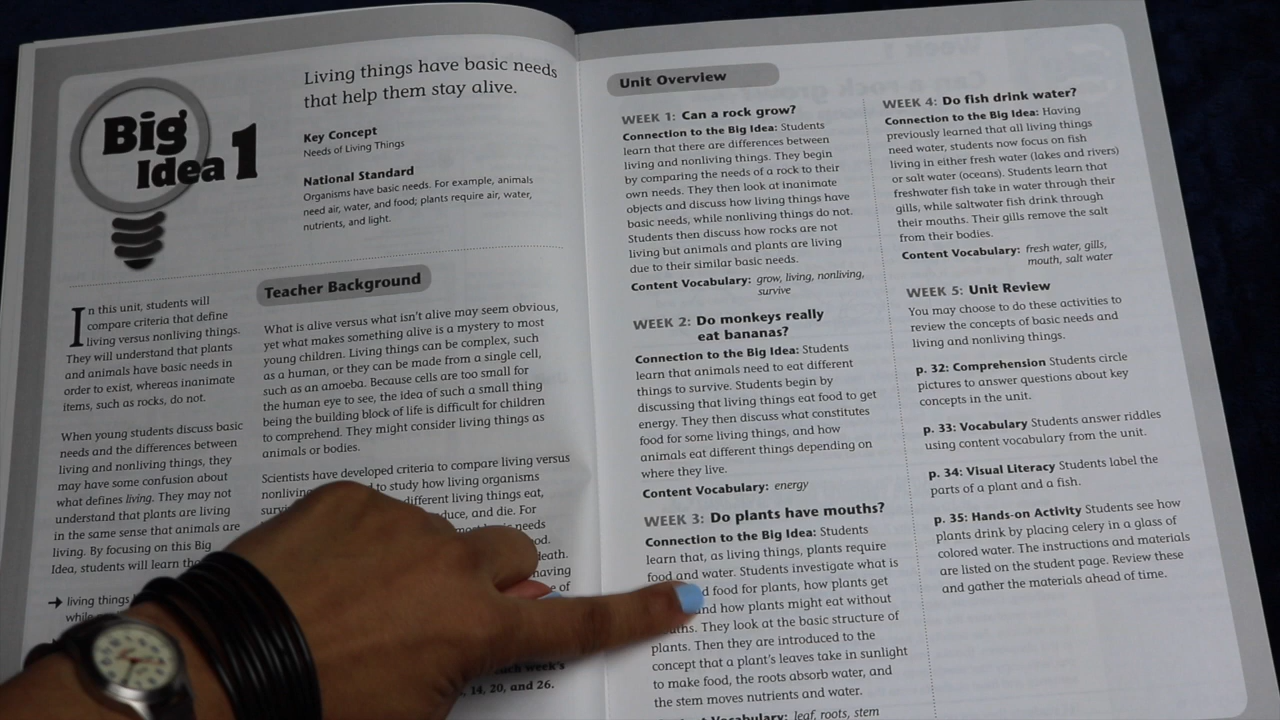 Big
Idea 1
Living things have basic needs
that help them stay alive.
Key Concept
Needs of Living Things
National Standard
Organisms have basic needs. For example, animals
need air, water, and food; plants require air, water,
nutrients, and light.
In this unit, students will
compare criteria that define
living versus nonliving things.
They will understand that plants
and animals have basic needs in
order to exist, whereas inanimate
items, such as rocks, do not.
When young students discuss basic
needs and the differences between
living and nonliving things, they
may have some confusion about
what defines living. They may not
understand that plants are living
in the same sense that animals are
living. By focusing on this Big
Idea, students will learn
→ living things
Teacher Background
What is alive versus what isn't alive may seem obvious,
yet what makes something alive is a mystery to most
young children. Living things can be complex, such
as a human, or they can be made from a single cell,
such as an amoeba. Because cells are too small for
the human eye to see, the idea of such a small thing
being the building block of life is difficult for children
to comprehend. They might consider living things as
animals or bodies.
Scientists have developed criteria to compare living versus
to study how living organisms
different living things eat,
and die. For
needs
having
of
week's
14, 20, and 26.
Unit Overview
WEEK 1: Can a rock grow?
Connection to the Big Idea: Students
learn that there are differences between
living and nonliving things. They begin
by comparing the needs of a rock to their
own needs. They then look at inanimate
objects and discuss how living things have
basic needs, while nonliving things do not.
Students then discuss how rocks are not
living but animals and plants are living
due to their similar basic needs.
Content Vocabulary: grow, living, nonliving,
survive
WEEK 2: Do monkeys really
eat bananas?
Connection to the Big Idea: Students
learn that animals need to eat different
things to survive. Students begin by
discussing that living things eat food to get
energy. They then discuss what constitutes
food for some living things, and how
animals eat different things depending on
where they live.
Content Vocabulary: energy
WEEK 3: Do plants have mouths?
Connection to the Big Idea: Students
learn that, as living things, plants require
food and water. Students investigate what is
food for plants, how plants get
and how plants might eat without
They look at the basic structure of
plants. Then they are introduced to the
concept that a plant's leaves take in sunlight
to make food, the roots absorb water, and
the stem moves nutrients and water.
Vocabulary: leaf, roots, stem
WEEK 4: Do fish drink water?
Connection to the Big Idea: Having
previously learned that all living things
need water, students now focus on fish
living in either fresh water (lakes and rivers)
or salt water (oceans). Students learn that
freshwater fish take in water through their
gills, while saltwater fish drink through
their mouths. Their gills remove the salt
from their bodies.
Content Vocabulary: fresh water, gills,
mouth, salt water
WEEK 5: Unit Review
You may choose to do these activities to
review the concepts of basic needs and
living and nonliving things.
p. 32: Comprehension Students circle
pictures to answer questions about key
concepts in the unit.
p. 33: Vocabulary Students answer riddles
using content vocabulary from the unit.
p. 34: Visual Literacy Students label the
parts of a plant and a fish.
p. 35: Hands-on Activity Students see how
plants drink by placing celery in a glass of
colored water. The instructions and materials
are listed on the student page. Review these
and gather the materials ahead of time.